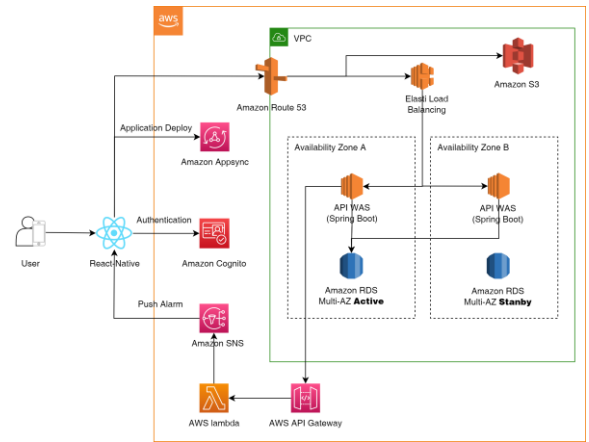 aws
VPC
Amazon S3
Amazon Route 53
Elasti Load
Balancing
Application Deploy
Amazon Appsync
Availability Zone A
Availability Zone B
API WAS
(Spring Boot)
API WAS
(Spring Boot)
User
React-Native
Authentication
Amazon Cognito
Amazon RDS
Multi-AZ Active
Amazon RDS
Multi-AZ Stanby
Push Alarm
Amazon SNS
AWS lambda
AWS API Gateway